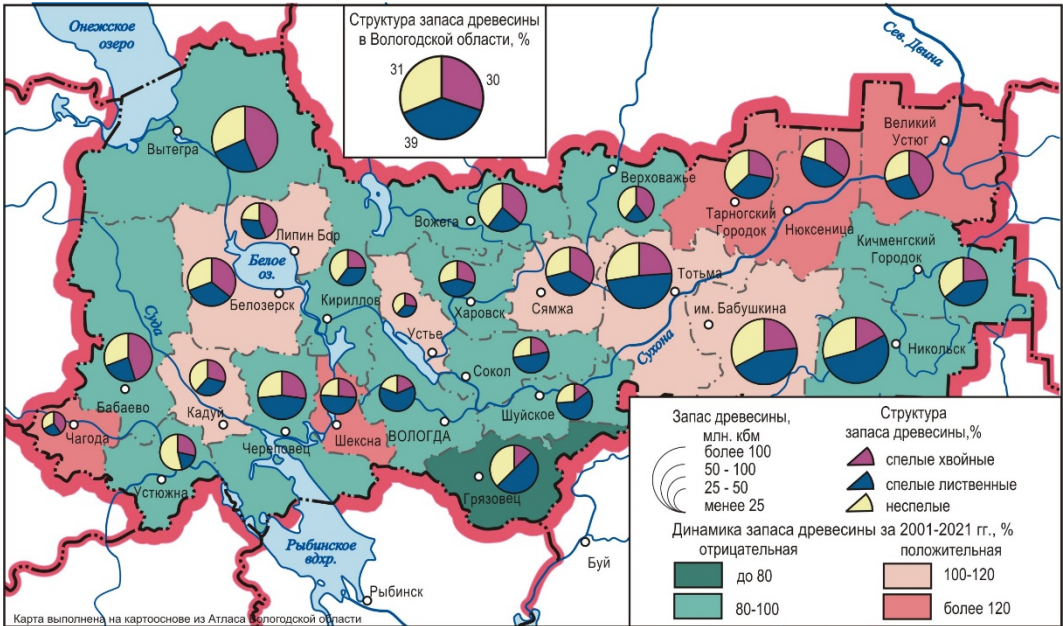 Онежское
озеро
Структура запаса древесины
в Вологодской области, %
31
30
39
Сев. Двина
Великий
Устюг
Вытегра
Верховажье
Тарногский
Городок
Нюксеница
Вожега
Липин Бор
Кичменгский
Городок
Белое
оз.
Белозерск
Кириллов
Харовск
Сямжа
Тотьма
им. Бабушкина
Суда
Устье
Сухона
Никольск
Сокол
Бабаево
Кадуй
Шуйское
Чагода
Череповец
Шексна
ВОЛОГДА
Устюжна
Грязовец
Рыбинское
вдхр.
Рыбинск
Буй
Запас древесины,
млн. кбм
более 100
50 - 100
25 - 50
менее 25
Структура
запаса древесины,%
спелые хвойные
спелые лиственные
неспелые
Динамика запаса древесины за 2001-2021 гг., %
отрицательная
положительная
до 80
100-120
80-100
более 120
Карта выполнена на картооснове из Атласа Вологодской области